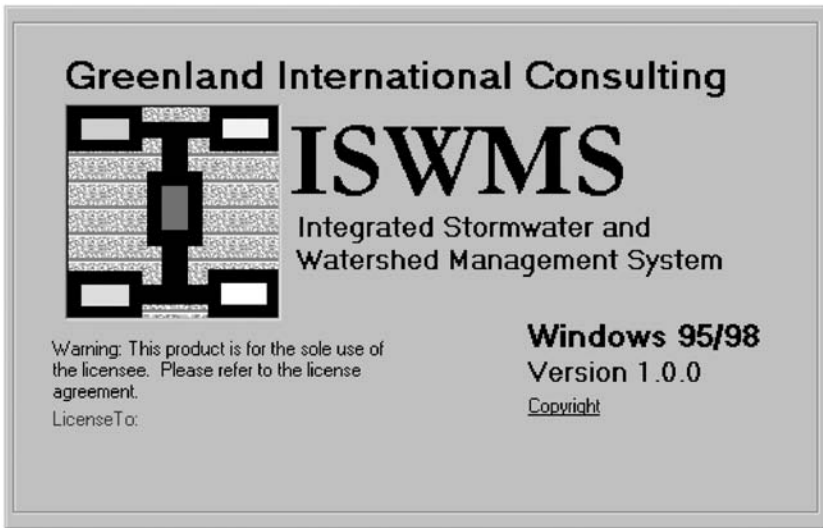 Greenland International Consulting
ISWMS
Integrated Stormwater and
Watershed Management System
Warning: This product is for the sole use of
the licensee. Please refer to the license
agreement.
LicenseTo:
Windows 95/98
Version 1.0.0
Copyright